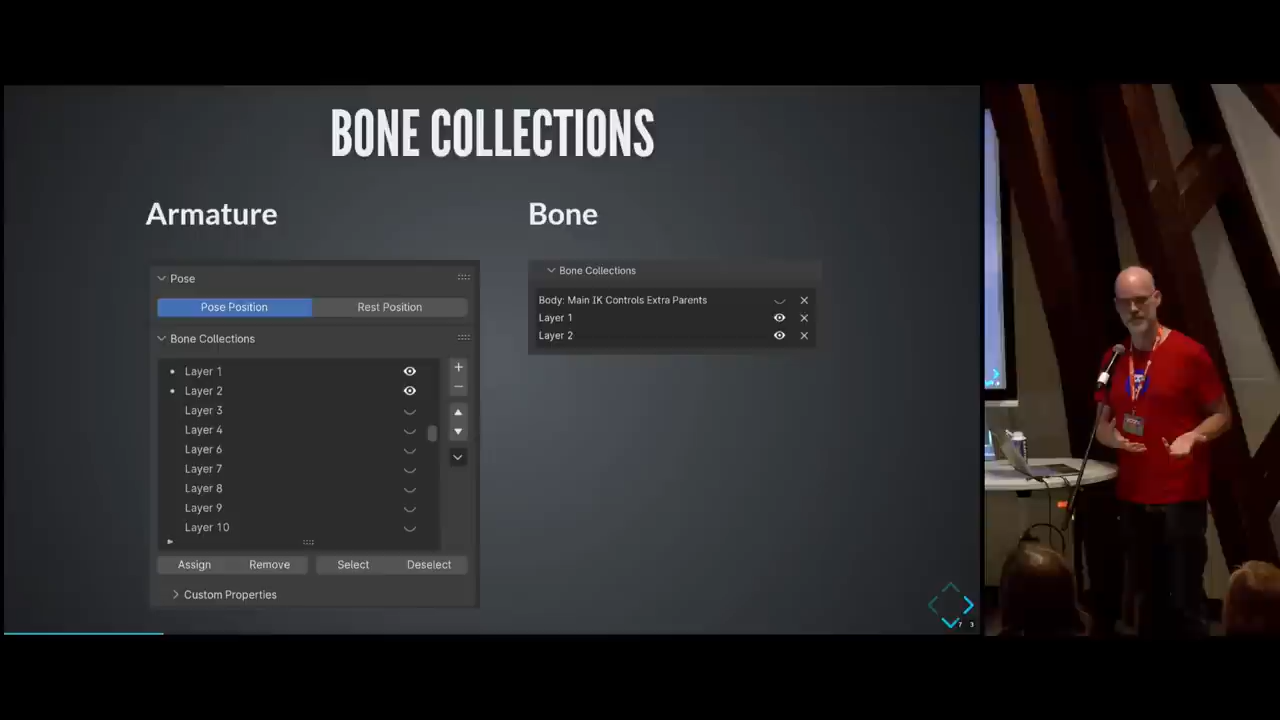 BONE COLLECTIONS
Armature
Pose
Pose Position Rest Position
Bone Collections
Layer 1
Layer 2
Layer 3
Layer 4
Layer 6
Layer 7
Layer 8
Layer 9
Layer 10
Assign Remove Select Deselect
Custom Properties
Bone
Bone Collections
Body: Main IK Controls Extra Parents
Layer 1
Layer 2
7 3